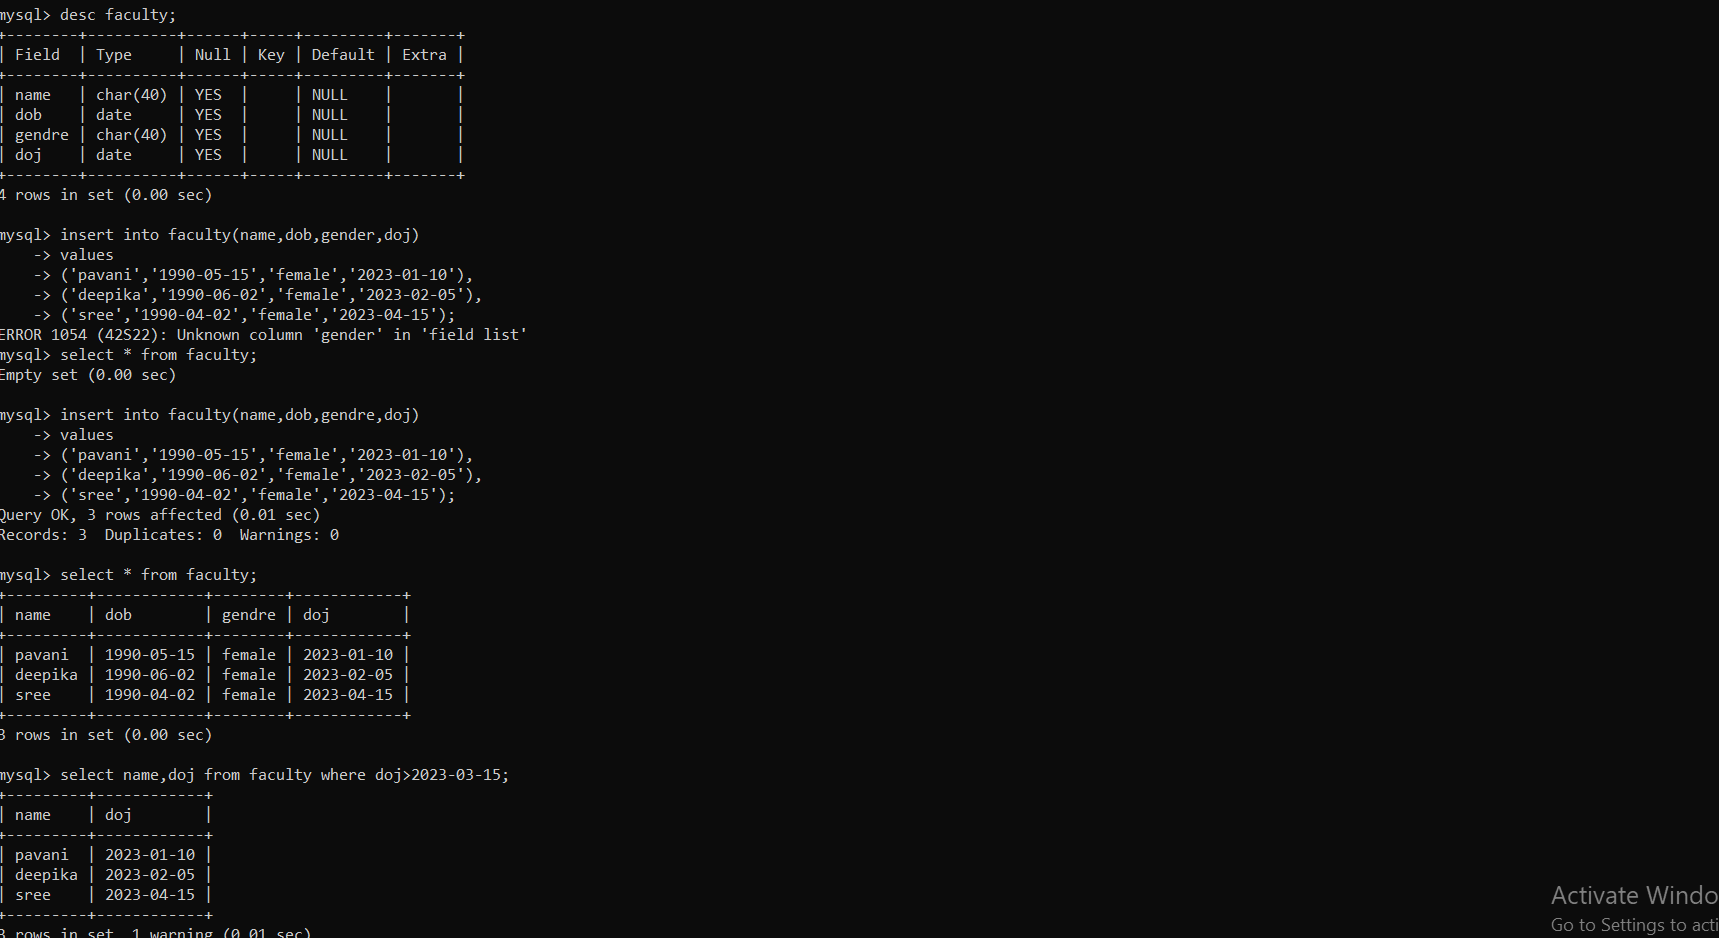 mysql> desc faculty;
+--------+----------+------+-----+---------+-------+
| Field  | Type     | Null | Key | Default | Extra |
+--------+----------+------+-----+---------+-------+
| name   | char(40) | YES  |     | NULL    |       |
| dob    | date     | YES  |     | NULL    |       |
| gendre | char(40) | YES  |     | NULL    |       |
| doj    | date     | YES  |     | NULL    |       |
+--------+----------+------+-----+---------+-------+
4 rows in set (0.00 sec)

mysql> insert into faculty(name,dob,gender,doj)
    -> values
    -> ('pavani','1990-05-15','female','2023-01-10'),
    -> ('deepika','1990-06-02','female','2023-02-05'),
    -> ('sree','1990-04-02','female','2023-04-15');
ERROR 1054 (42S22): Unknown column 'gender' in 'field list'
mysql> select * from faculty;
Empty set (0.00 sec)

mysql> insert into faculty(name,dob,gendre,doj)
    -> values
    -> ('pavani','1990-05-15','female','2023-01-10'),
    -> ('deepika','1990-06-02','female','2023-02-05'),
    -> ('sree','1990-04-02','female','2023-04-15');
Query OK, 3 rows affected (0.01 sec)
Records: 3  Duplicates: 0  Warnings: 0

mysql> select * from faculty;
+---------+------------+--------+------------+
| name    | dob        | gendre | doj        |
+---------+------------+--------+------------+
| pavani  | 1990-05-15 | female | 2023-01-10 |
| deepika | 1990-06-02 | female | 2023-02-05 |
| sree    | 1990-04-02 | female | 2023-04-15 |
+---------+------------+--------+------------+
3 rows in set (0.00 sec)

mysql> select name,doj from faculty where doj>2023-03-15;
+---------+------------+
| name    | doj        |
+---------+------------+
| pavani  | 2023-01-10 |
| deepika | 2023-02-05 |
| sree    | 2023-04-15 |
+---------+------------+
3 rows in set, 1 warning (0.01 sec)
Activate Windo
Go to Settings to acti